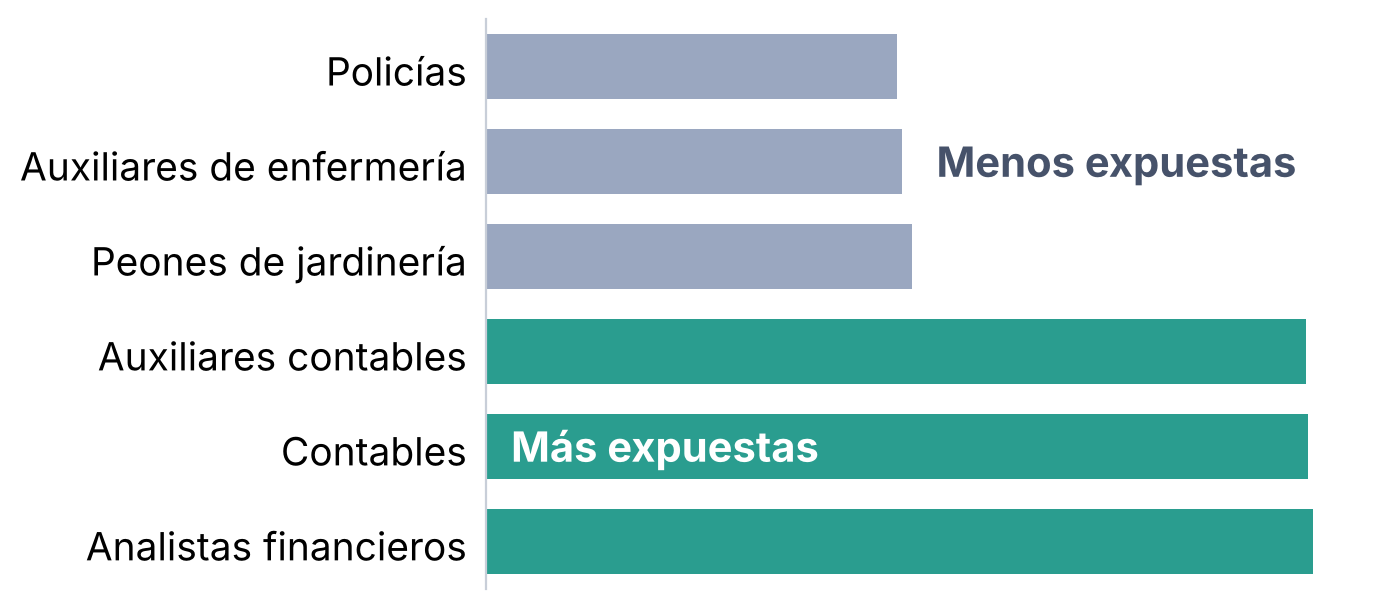 Policías
Auxiliares de enfermería
Menos expuestas
Peones de jardinería
Auxiliares contables
Contables
Más expuestas
Analistas financieros